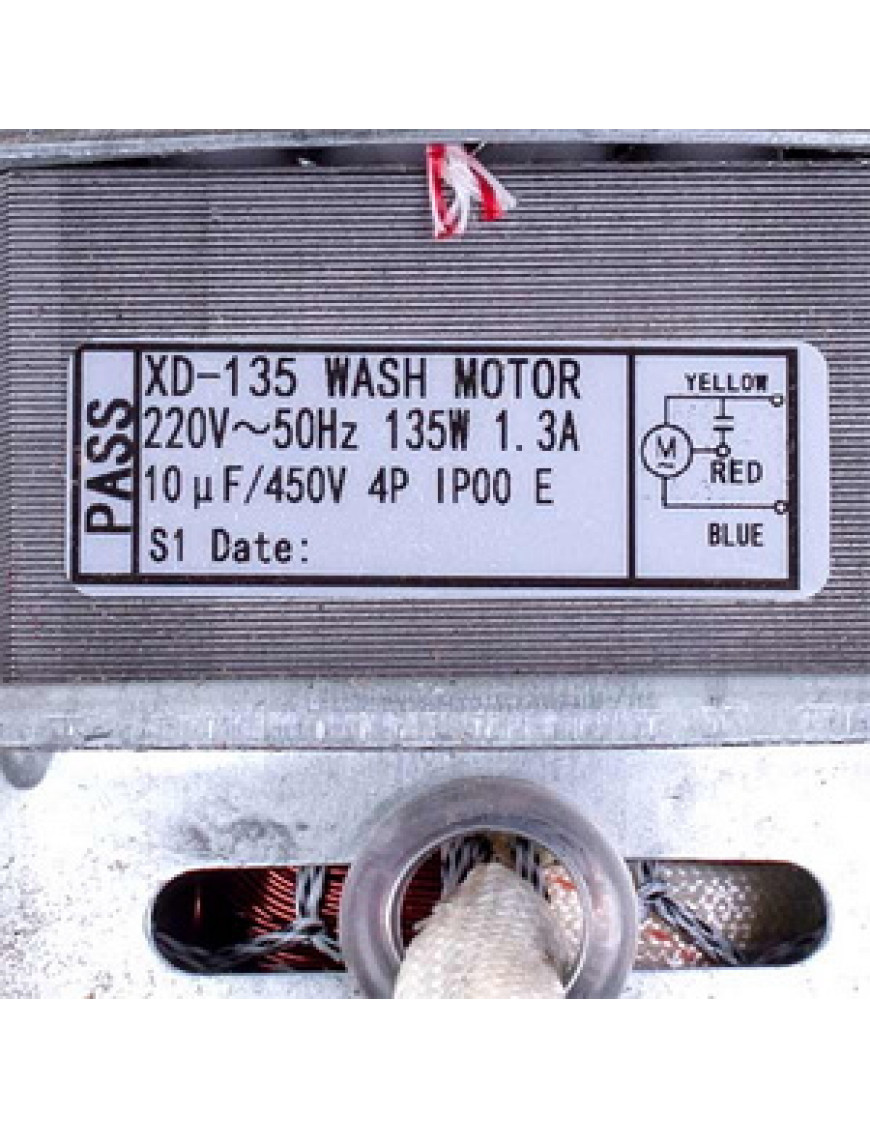 PASS
XD-135 WASH MOTOR
220V～50Hz 135W 1.3A
10μF/450V 4P IP00 E
S1 Date:
YELLOW
M
~
RED
BLUE